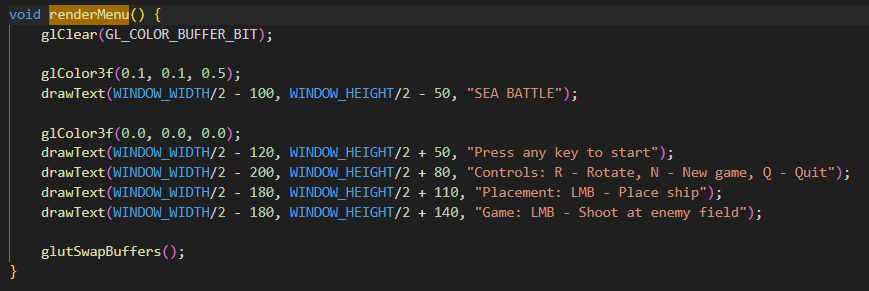 void renderMenu() {
    glClear(GL_COLOR_BUFFER_BIT);
    glColor3f(0.1, 0.1, 0.5);
    drawText(WINDOW_WIDTH/2 - 100, WINDOW_HEIGHT/2 - 50, "SEA BATTLE");
    glColor3f(0.0, 0.0, 0.0);
    drawText(WINDOW_WIDTH/2 - 120, WINDOW_HEIGHT/2 + 50, "Press any key to start");
    drawText(WINDOW_WIDTH/2 - 200, WINDOW_HEIGHT/2 + 80, "Controls: R - Rotate, N - New game, Q - Quit");
    drawText(WINDOW_WIDTH/2 - 180, WINDOW_HEIGHT/2 + 110, "Placement: LMB - Place ship");
    drawText(WINDOW_WIDTH/2 - 180, WINDOW_HEIGHT/2 + 140, "Game: LMB - Shoot at enemy field");
    glutSwapBuffers();
}